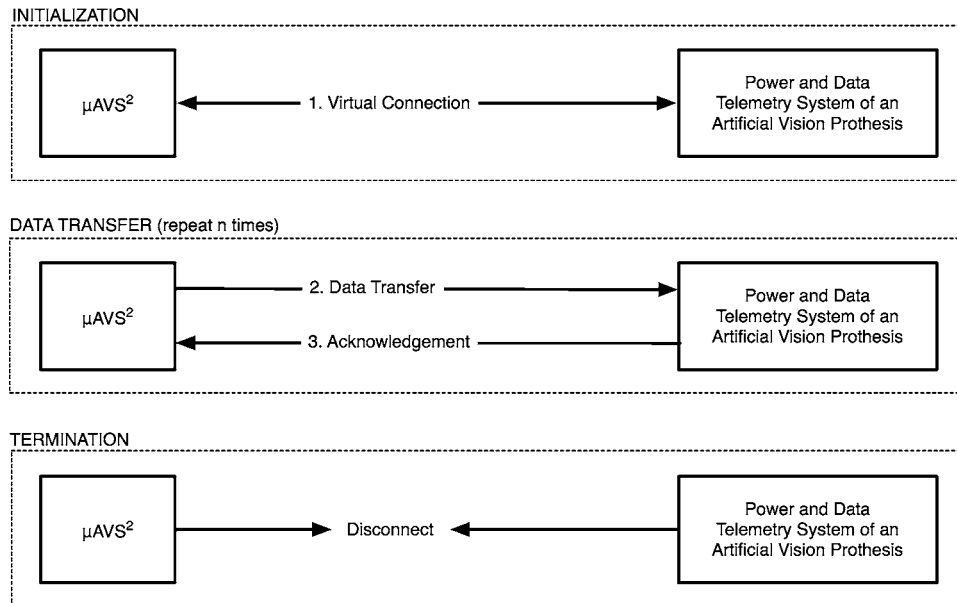 INITIALIZATION
µAVS²
1. Virtual Connection
Power and Data
Telemetry System of an
Artificial Vision Prothesis
DATA TRANSFER (repeat n times)
µAVS²
2. Data Transfer
3. Acknowledgement
Power and Data
Telemetry System of an
Artificial Vision Prothesis
TERMINATION
µAVS²
Disconnect
Power and Data
Telemetry System of an
Artificial Vision Prothesis